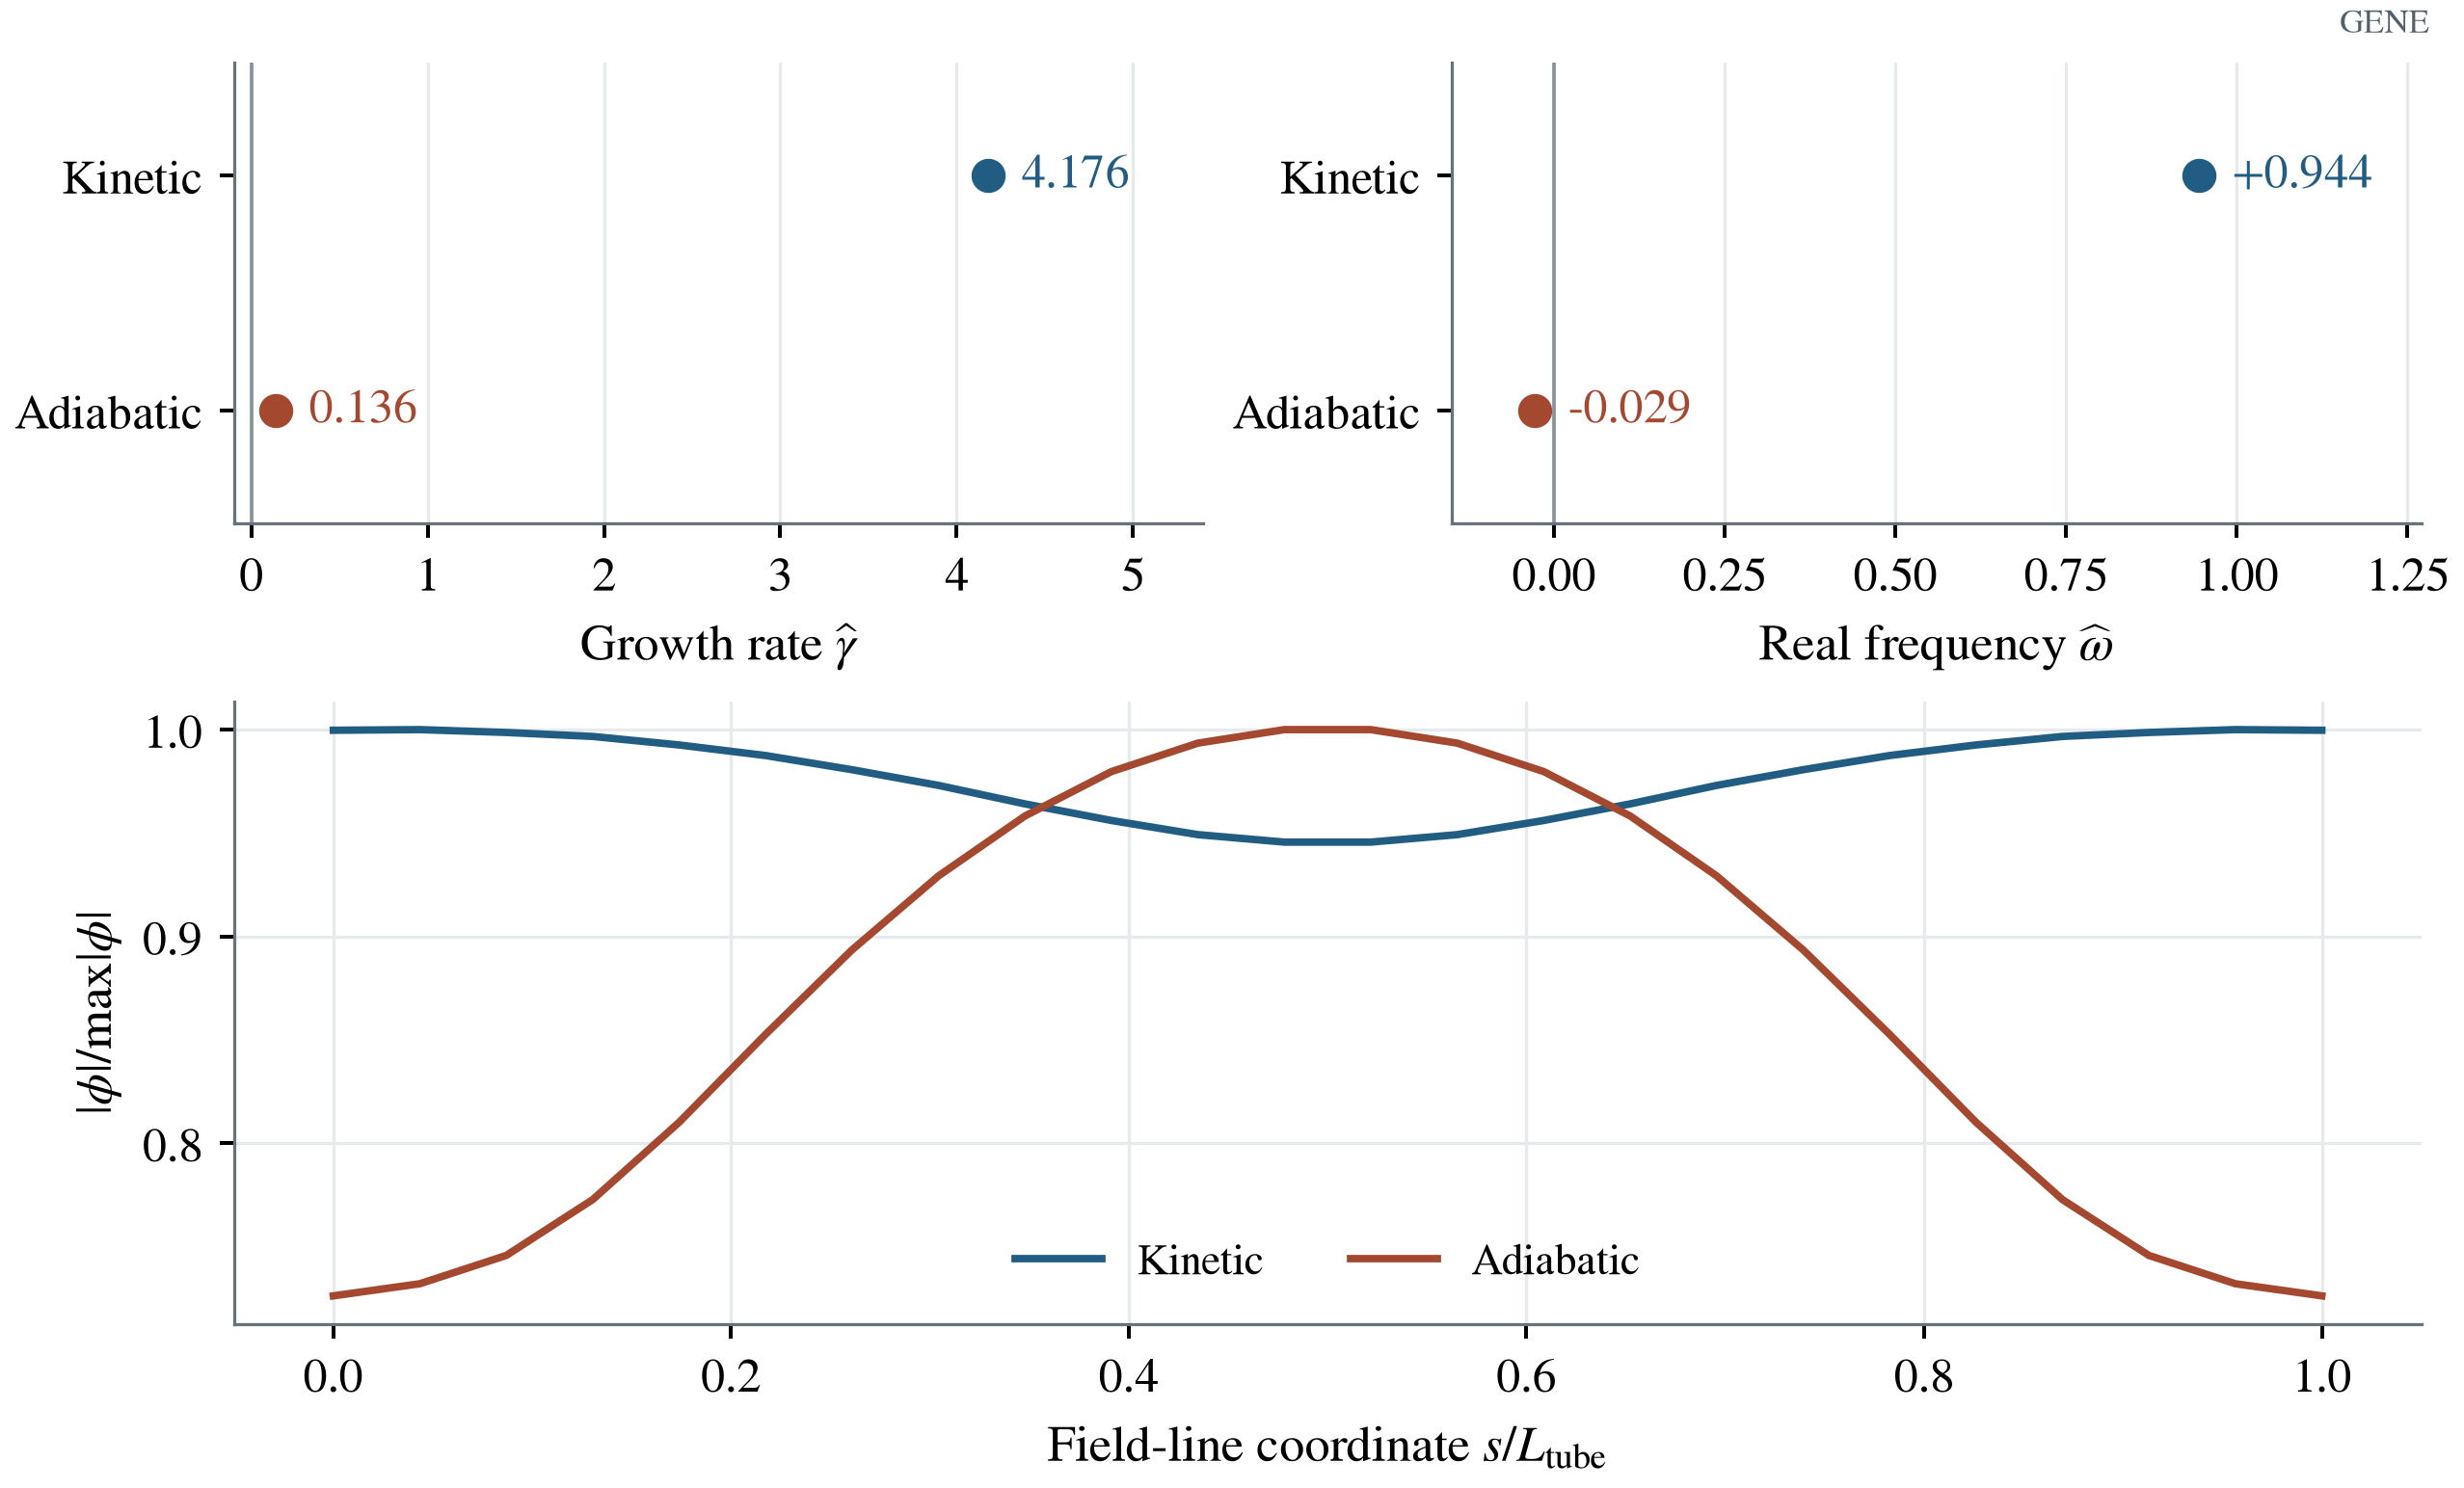 GENE
Kinetic
4.176
Adiabatic
0.136
0 1 2 3 4 5
Growth rate γ̂
Kinetic
+0.944
Adiabatic
-0.029
0.00 0.25 0.50 0.75 1.00 1.25
Real frequency ω̂
1.0
0.9
0.8
|ϕ|/max|ϕ|
Kinetic Adiabatic
0.0 0.2 0.4 0.6 0.8 1.0
Field-line coordinate s/L_tube